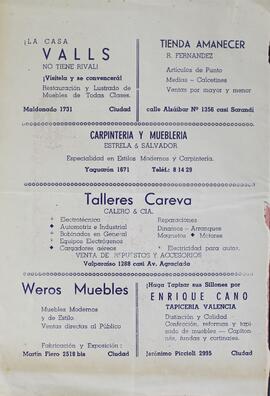 ¡LA CASA
VALLS
NO TIENE RIVAL!
¡Visítela y se convencerá!
Restauración y Lustrado de
Muebles de Todas Clases.
Maldonado 1731 Ciudad
TIENDA AMANECER
R. FERNANDEZ
Artículos de Punto
Medias - Calcetines
Ventas por mayor y menor
calle Alsáibar Nº 1356 casi Sarandí
CARPINTERIA Y MUEBLERIA
ESTRELA & SALVADOR
Especialidad en Estilos Modernos y Carpintería.
Yaguarón 1671 Teléf.: 8 14 29
Talleres Careva
CALERO & CIA.
Electrotécnica
Automotriz e Industrial
Bobinados en General
Equipos Electrógenos
Cargadores aéreos
Reparaciones
Dinamos - Arranques
Magnetos Motores
Electricidad para autos.
VENTA DE REPUESTOS Y ACCESORIOS
Valparaíso 1288 casi Av. Agraciada
Weros Muebles
Muebles Modernos
y de Estilo
Ventas directas al Público
Fabricación y Exposición:
Martín Fierro 2518 bis Ciudad
¡Haga Tapizar sus Sillones por
ENRIQUE CANO
TAPICERIA VALENCIA
Distinción y Calidad
Confección, reformas y tapi-
zado de muebles — Capito-
nés, fundas y cortinas.
Jerónimo Piccioli 2995 Ciudad